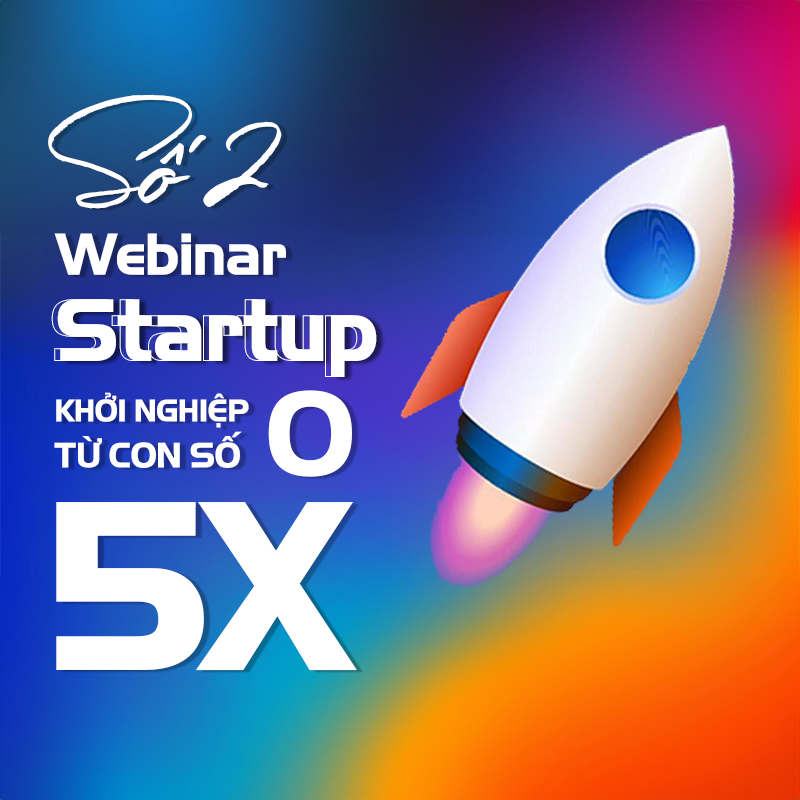 Số 2
Webinar
Startup
KHỞI NGHIỆP
TỪ CON SỐ 0
5X